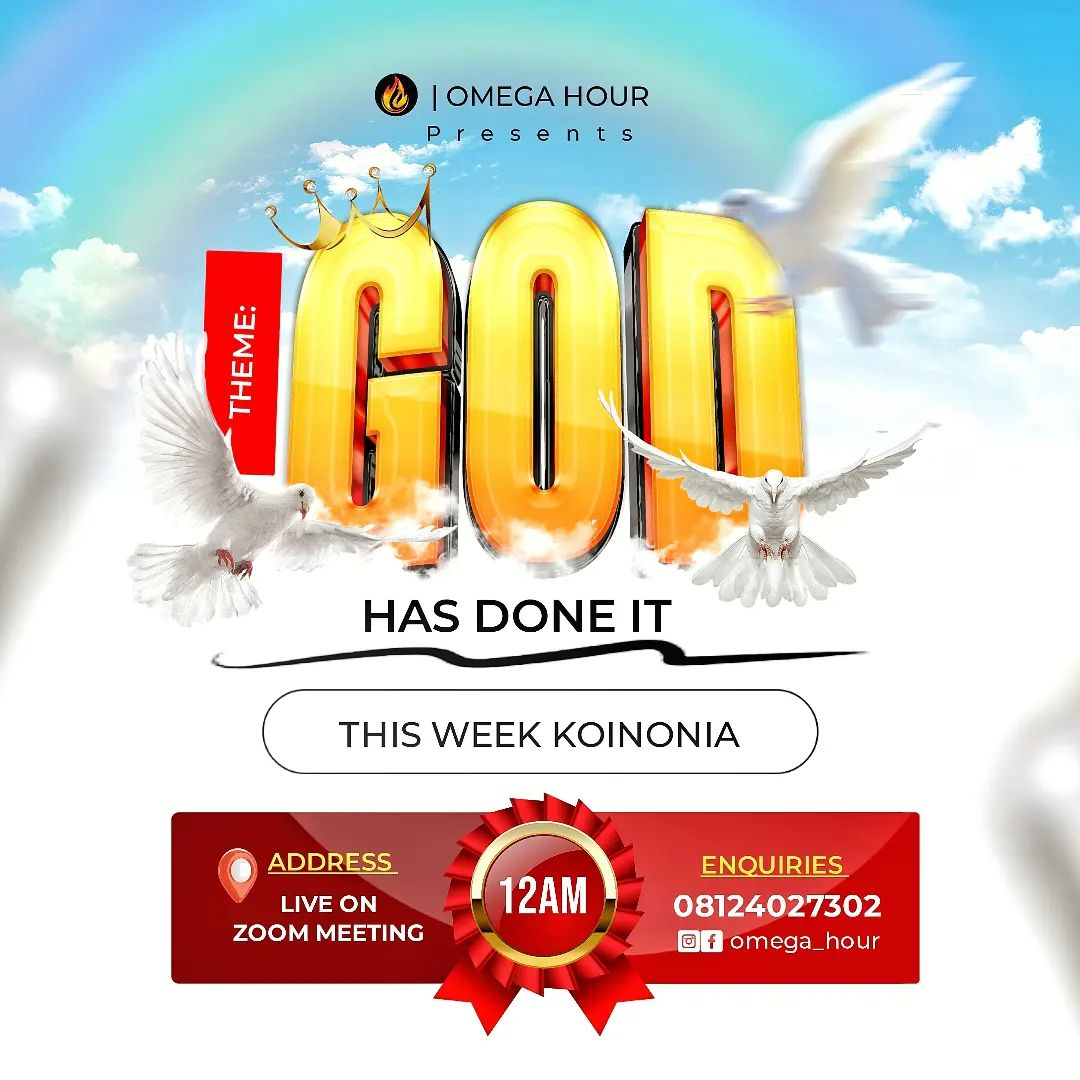 | OMEGA HOUR
Presents
THEME:
GOD
HAS DONE IT
THIS WEEK KOINONIA
ADDRESS
LIVE ON
ZOOM MEETING
12AM
ENQUIRIES
08124027302
omega_hour